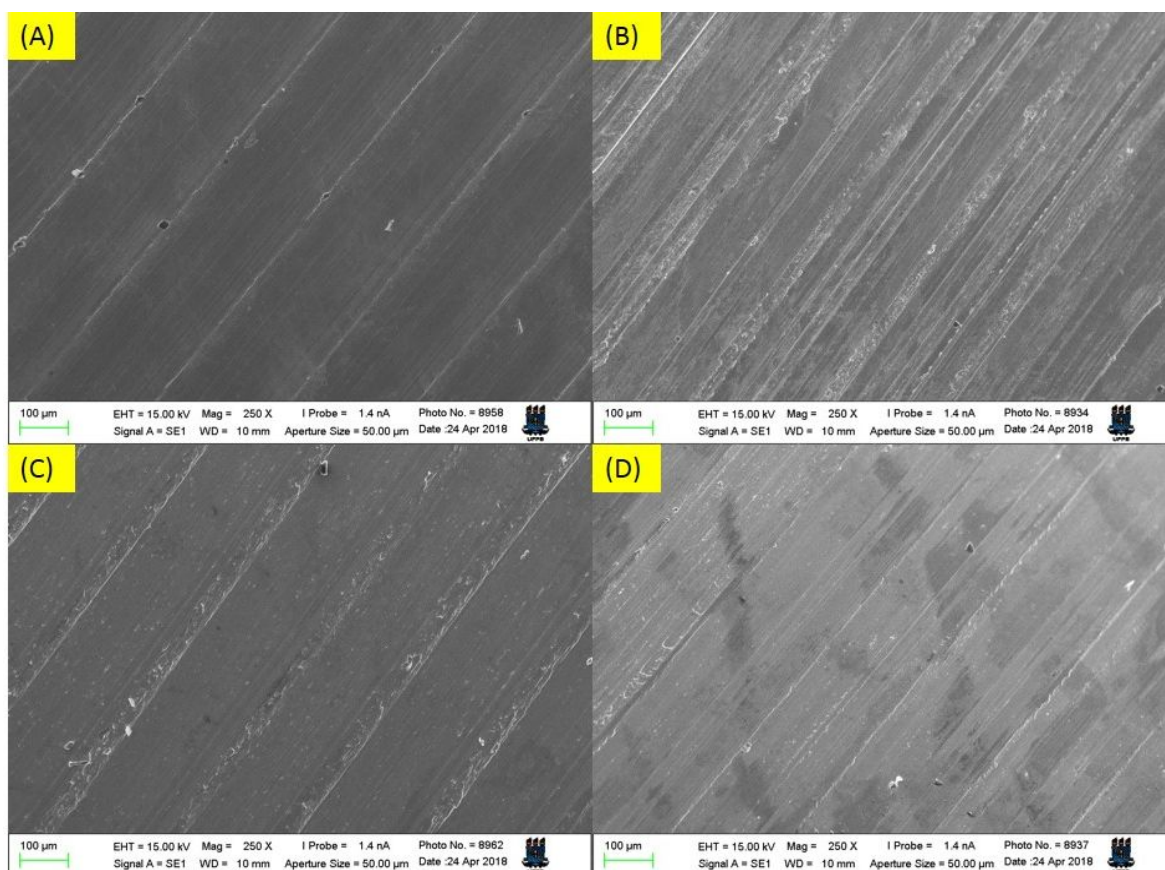 (A)
(B)
100 µm
EHT = 15.00 kV Mag = 250 X I Probe = 1.4 nA Photo No. = 8958
Signal A = SE1 WD = 10 mm Aperture Size = 50.00 µm Date :24 Apr 2018
UFPB
100 µm
EHT = 15.00 kV Mag = 250 X I Probe = 1.4 nA Photo No. = 8934
Signal A = SE1 WD = 10 mm Aperture Size = 50.00 µm Date :24 Apr 2018
UFPB
(C)
(D)
100 µm
EHT = 15.00 kV Mag = 250 X I Probe = 1.4 nA Photo No. = 8962
Signal A = SE1 WD = 10 mm Aperture Size = 50.00 µm Date :24 Apr 2018
UFPB
100 µm
EHT = 15.00 kV Mag = 250 X I Probe = 1.4 nA Photo No. = 8937
Signal A = SE1 WD = 10 mm Aperture Size = 50.00 µm Date :24 Apr 2018
UFPB